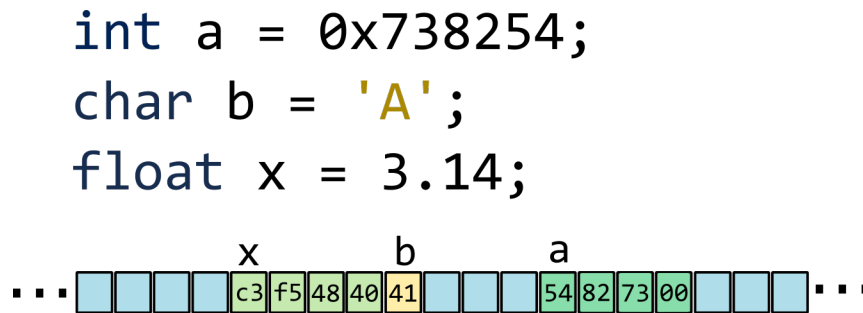 int a = 0x738254;
char b = 'A';
float x = 3.14;
x b a
... c3 f5 48 40 41 54 82 73 00 ...